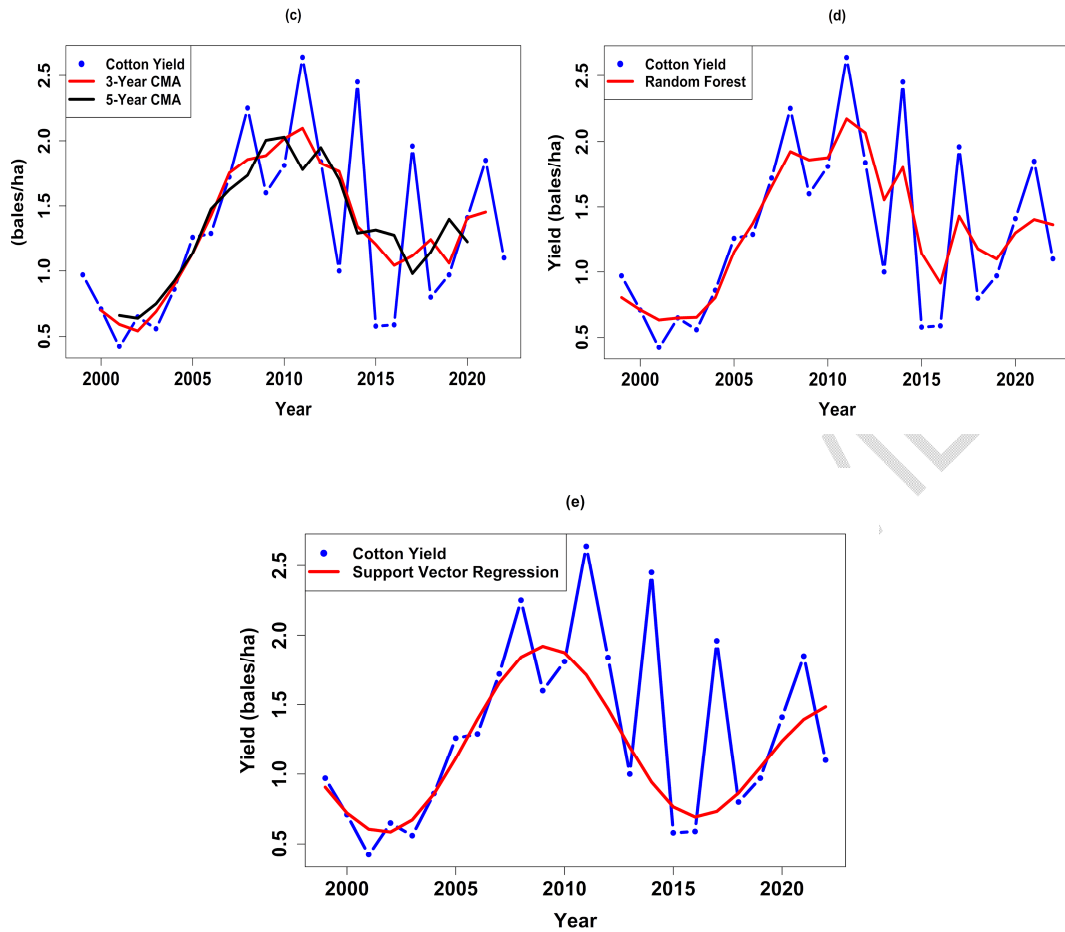 (c)
Cotton Yield
3-Year CMA
5-Year CMA
(bales/ha)
2.5
2.0
1.5
1.0
0.5
2000 2005 2010 2015 2020
Year
(d)
Cotton Yield
Random Forest
Yield (bales/ha)
2.5
2.0
1.5
1.0
0.5
2000 2005 2010 2015 2020
Year
(e)
Cotton Yield
Support Vector Regression
Yield (bales/ha)
2.5
2.0
1.5
1.0
0.5
2000 2005 2010 2015 2020
Year